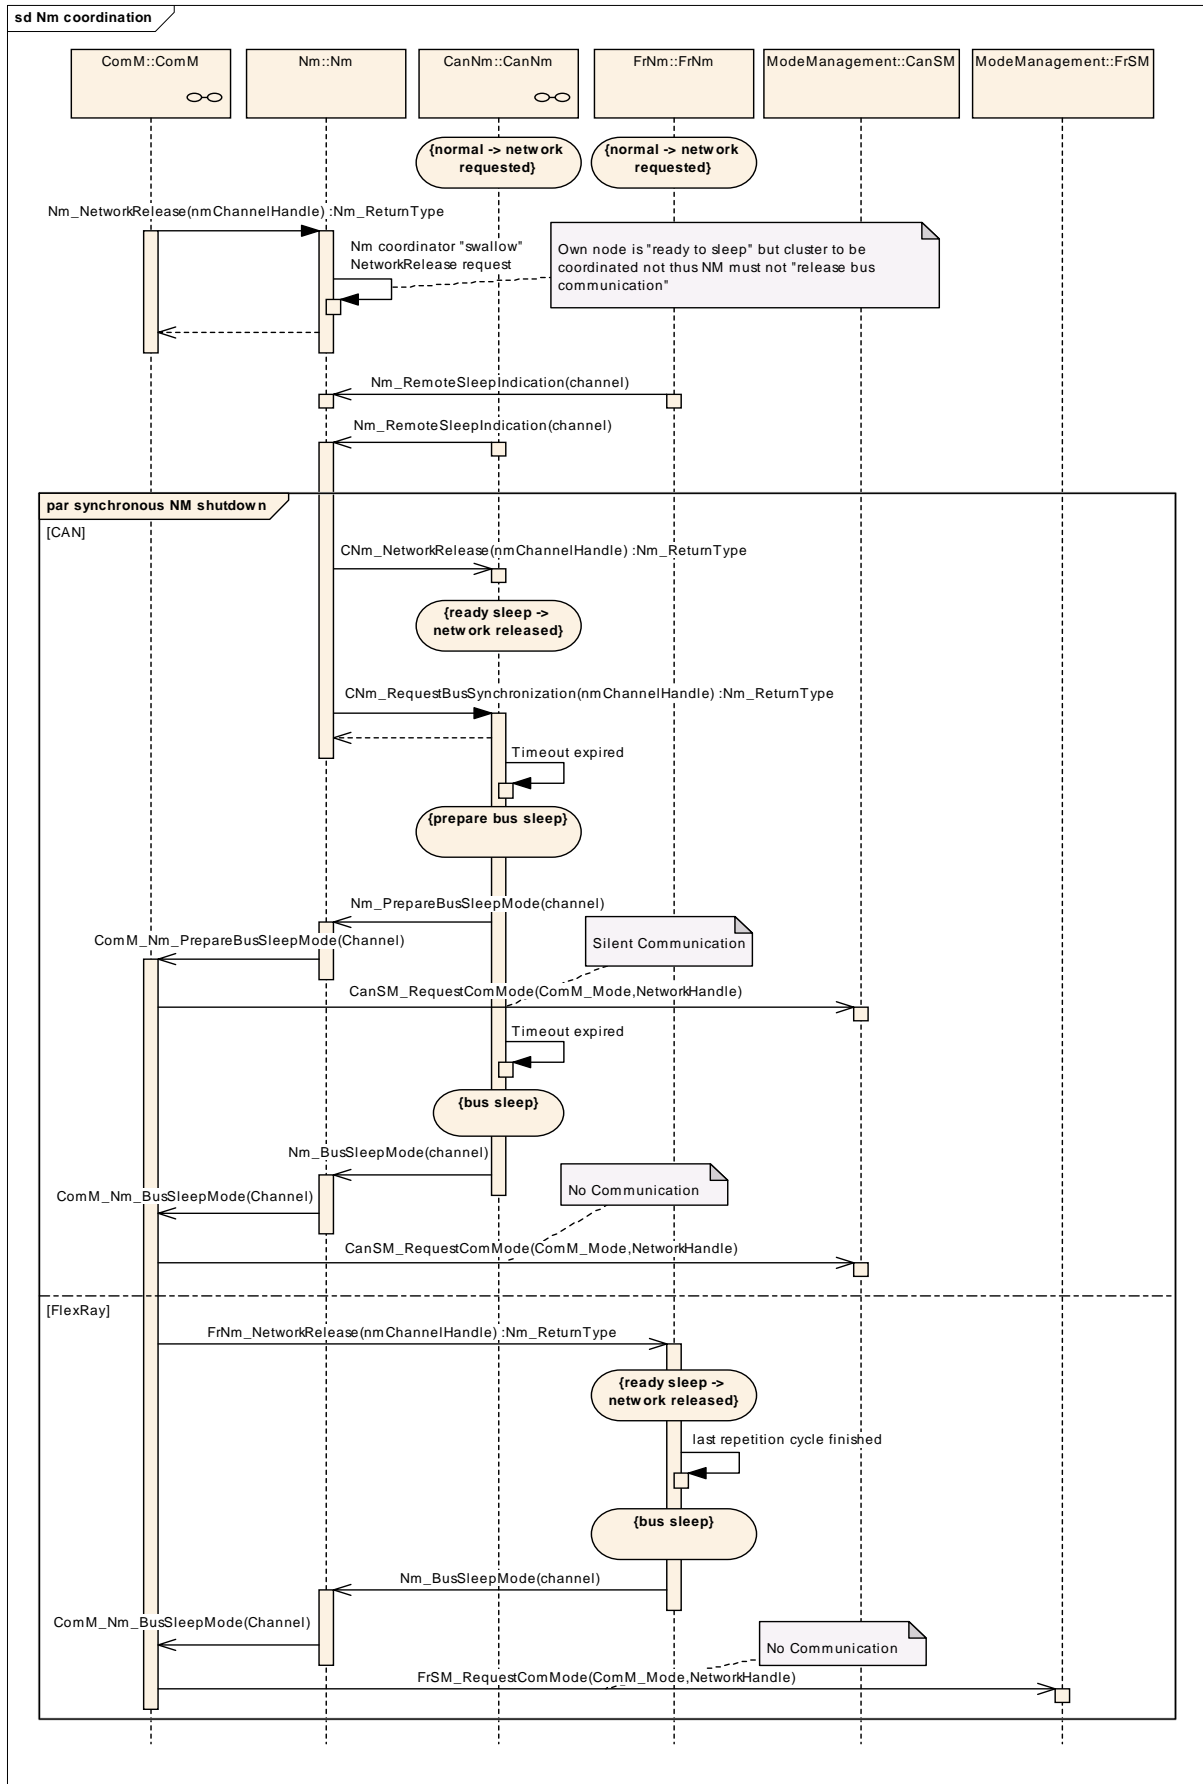 sd Nm coordination
ComM::ComM
Nm::Nm
CanNm::CanNm
FrNm::FrNm
ModeManagement::CanSM
ModeManagement::FrSM
{normal -> network
requested}
{normal -> network
requested}
Nm_NetworkRelease(nmChannelHandle) :Nm_ReturnType
Nm coordinator "swallow"
NetworkRelease request
Own node is "ready to sleep" but cluster to be
coordinated not thus NM must not "release bus
communication"
Nm_RemoteSleepIndication(channel)
Nm_RemoteSleepIndication(channel)
par synchronous NM shutdown
[CAN]
CNm_NetworkRelease(nmChannelHandle) :Nm_ReturnType
{ready sleep ->
network released}
CNm_RequestBusSynchronization(nmChannelHandle) :Nm_ReturnType
Timeout expired
{prepare bus sleep}
Nm_PrepareBusSleepMode(channel)
ComM_Nm_PrepareBusSleepMode(Channel)
Silent Communication
CanSM_RequestComMode(ComM_Mode,NetworkHandle)
Timeout expired
{bus sleep}
Nm_BusSleepMode(channel)
No Communication
ComM_Nm_BusSleepMode(Channel)
CanSM_RequestComMode(ComM_Mode,NetworkHandle)
[FlexRay]
FrNm_NetworkRelease(nmChannelHandle) :Nm_ReturnType
{ready sleep ->
network released}
last repetition cycle finished
{bus sleep}
Nm_BusSleepMode(channel)
ComM_Nm_BusSleepMode(Channel)
No Communication
FrSM_RequestComMode(ComM_Mode,NetworkHandle)